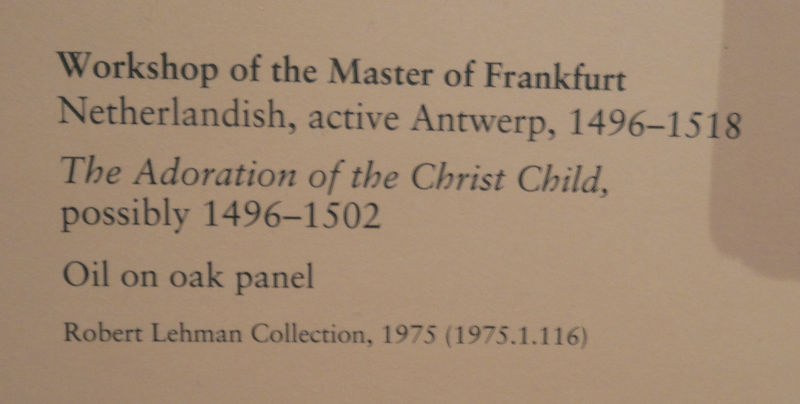 Workshop of the Master of Frankfurt
Netherlandish, active Antwerp, 1496–1518
The Adoration of the Christ Child,
possibly 1496–1502
Oil on oak panel
Robert Lehman Collection, 1975 (1975.1.116)